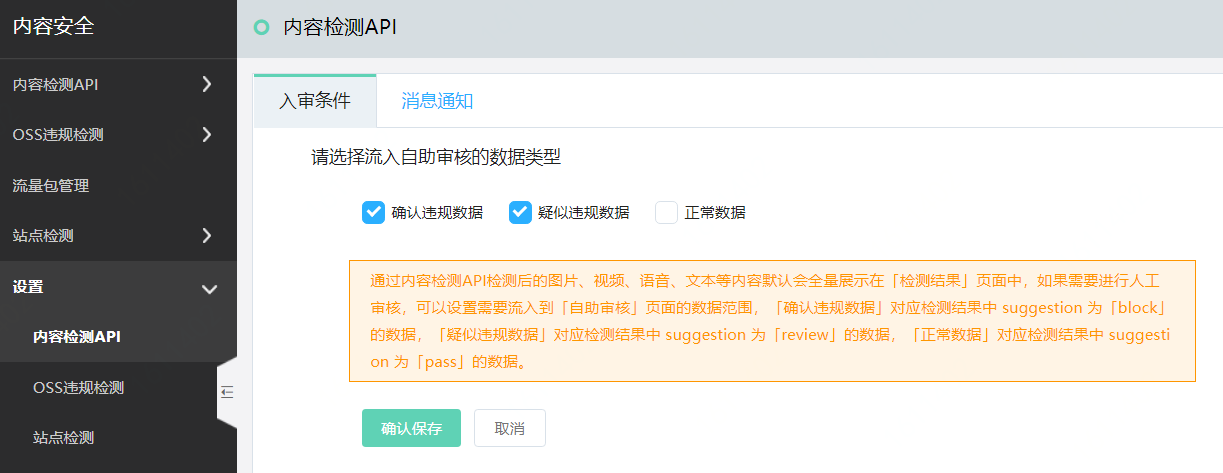 内容安全
内容检测API
OSS违规检测
流量包管理
站点检测
设置
内容检测API
OSS违规检测
站点检测
内容检测API
入审条件
消息通知
请选择流入自助审核的数据类型
确认违规数据
疑似违规数据
正常数据
通过内容检测API检测后的图片、视频、语音、文本等内容默认会全量展示在「检测结果」页面中，如果需要进行人工
审核，可以设置需要流入到「自助审核」页面的数据范围，「确认违规数据」对应检测结果中 suggestion 为「block」
的数据，「疑似违规数据」对应检测结果中 suggestion 为「review」的数据，「正常数据」对应检测结果中 suggesti
on 为「pass」的数据。
确认保存
取消